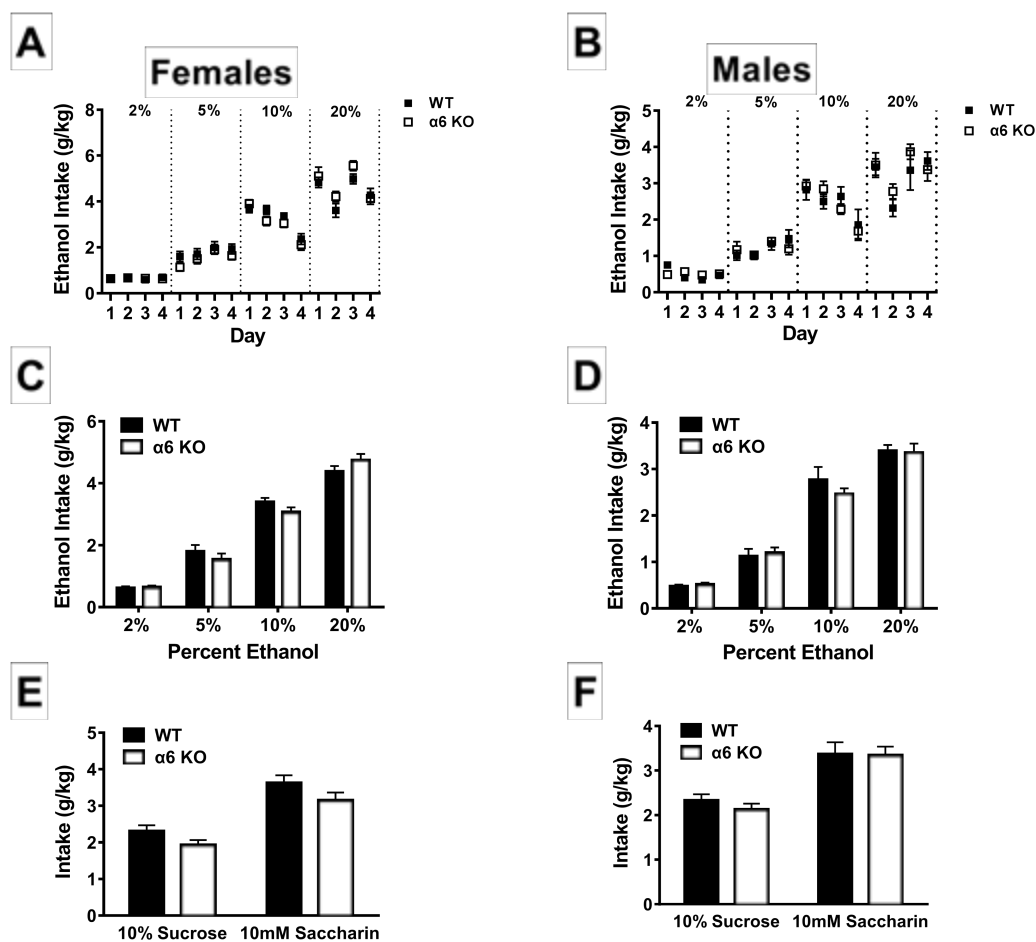 A
Females
Ethanol Intake (g/kg)
8
6
4
2
0
2% 5% 10% 20%
WT
α6 KO
1 2 3 4 1 2 3 4 1 2 3 4 1 2 3 4
Day
B
Males
Ethanol Intake (g/kg)
5
4
3
2
1
0
2% 5% 10% 20%
WT
α6 KO
1 2 3 4 1 2 3 4 1 2 3 4 1 2 3 4
Day
C
Ethanol Intake (g/kg)
6
4
2
0
WT
α6 KO
2% 5% 10% 20%
Percent Ethanol
D
Ethanol Intake (g/kg)
4
3
2
1
0
WT
α6 KO
2% 5% 10% 20%
Percent Ethanol
E
Intake (g/kg)
5
4
3
2
1
0
WT
α6 KO
10% Sucrose 10mM Saccharin
F
Intake (g/kg)
4
3
2
1
0
WT
α6 KO
10% Sucrose 10mM Saccharin